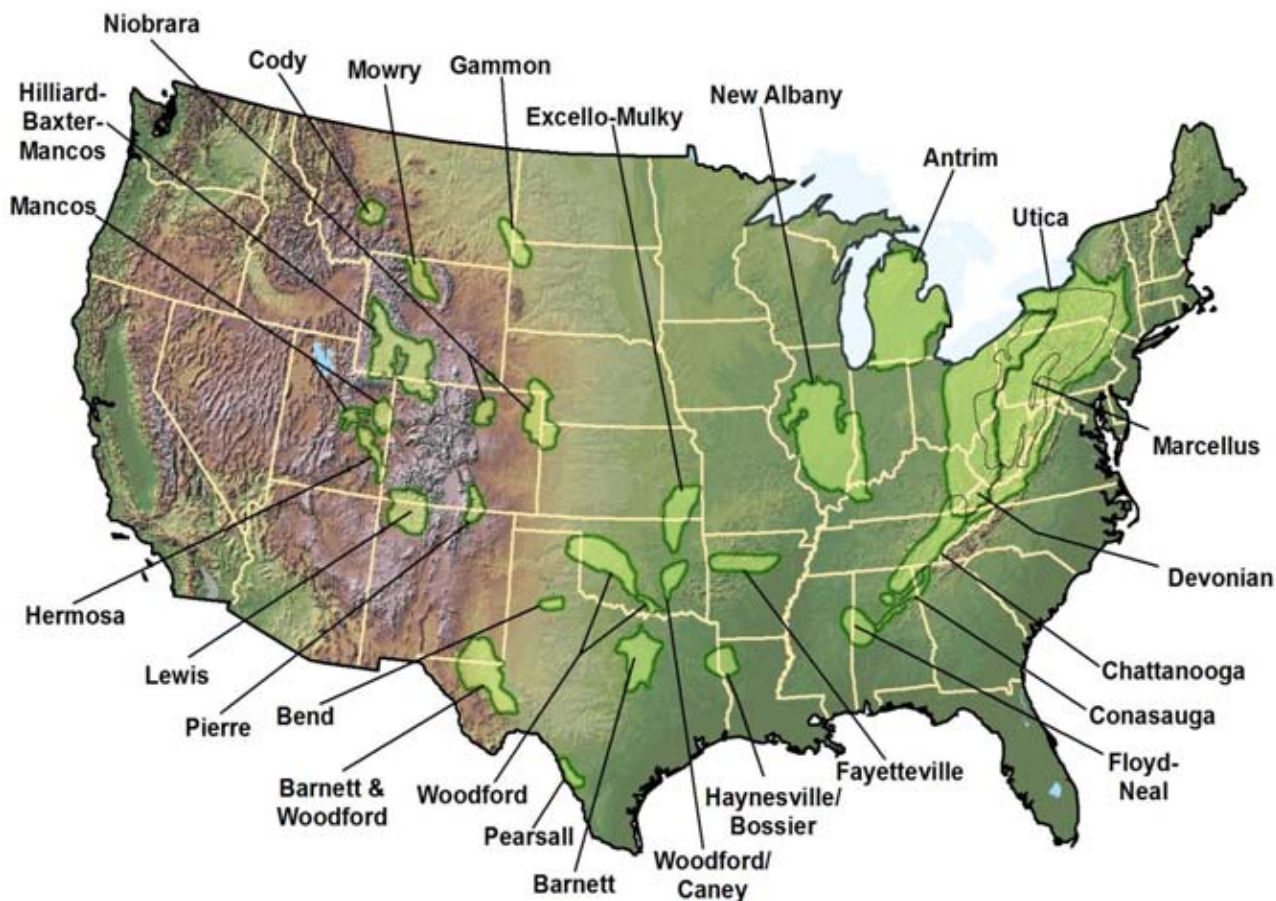 Niobrara
Cody
Mowry
Gammon
Hilliard-
Baxter-
Mancos
Excello-Mulky
New Albany
Antrim
Mancos
Utica
Marcellus
Devonian
Hermosa
Chattanooga
Lewis
Conasauga
Pierre
Bend
Floyd-
Neal
Fayetteville
Barnett &
Woodford
Woodford
Haynesville/
Bossier
Pearsall
Woodford/
Caney
Barnett